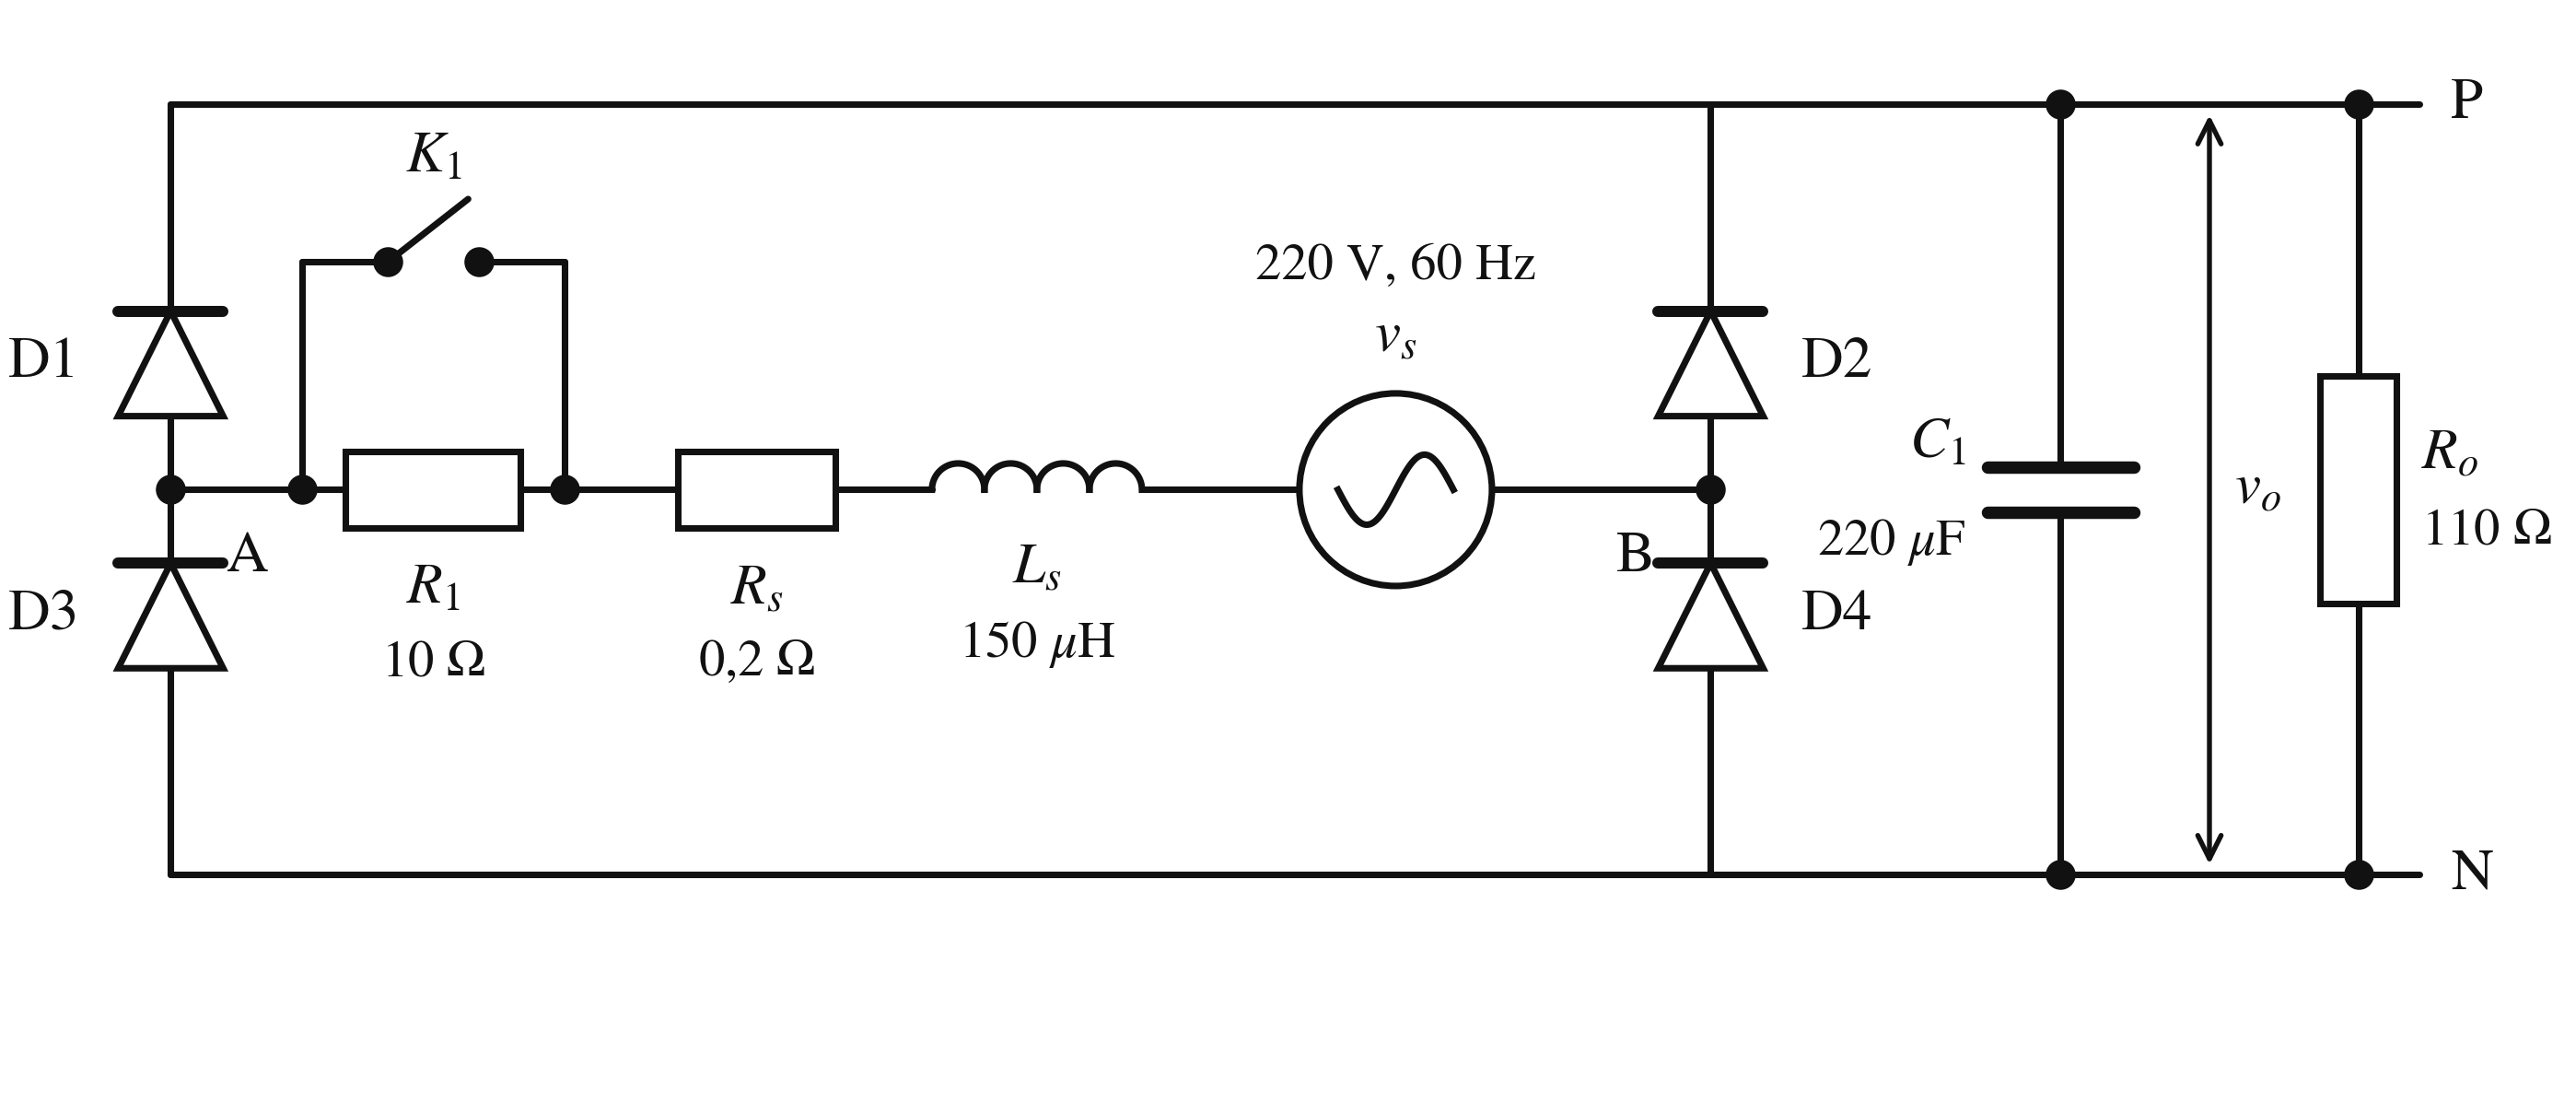 P
K₁
220 V, 60 Hz
vₛ
D1
D2
C₁
Rₒ
vₒ
110 Ω
220 μF
A
B
Lₛ
R₁
Rₛ
D3
D4
150 μH
10 Ω
0,2 Ω
N